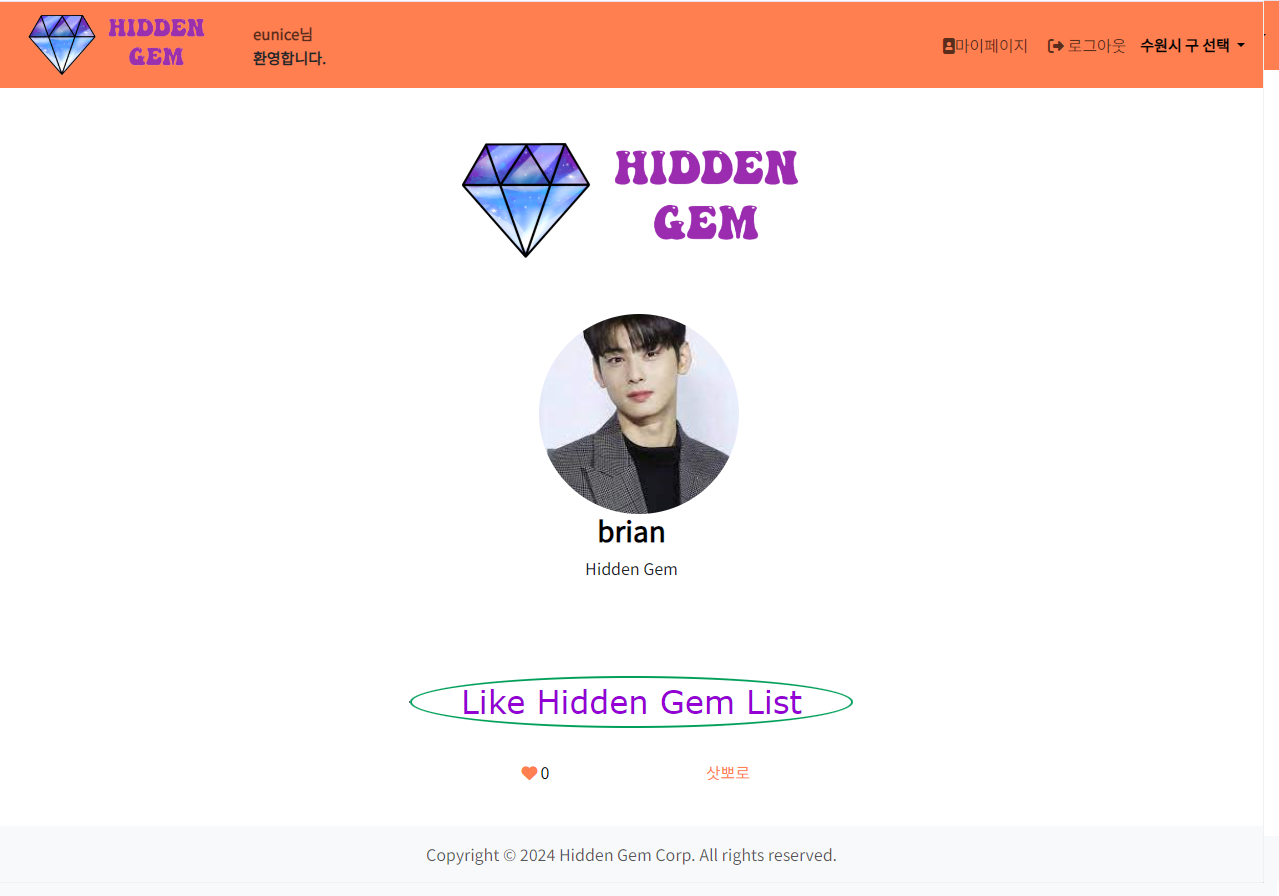 HIDDEN
GEM
eunice님
환영합니다.
마이페이지
로그아웃
수원시 구 선택
HIDDEN
GEM
brian
Hidden Gem
Like Hidden Gem List
0
삿뽀로
Copyright © 2024 Hidden Gem Corp. All rights reserved.